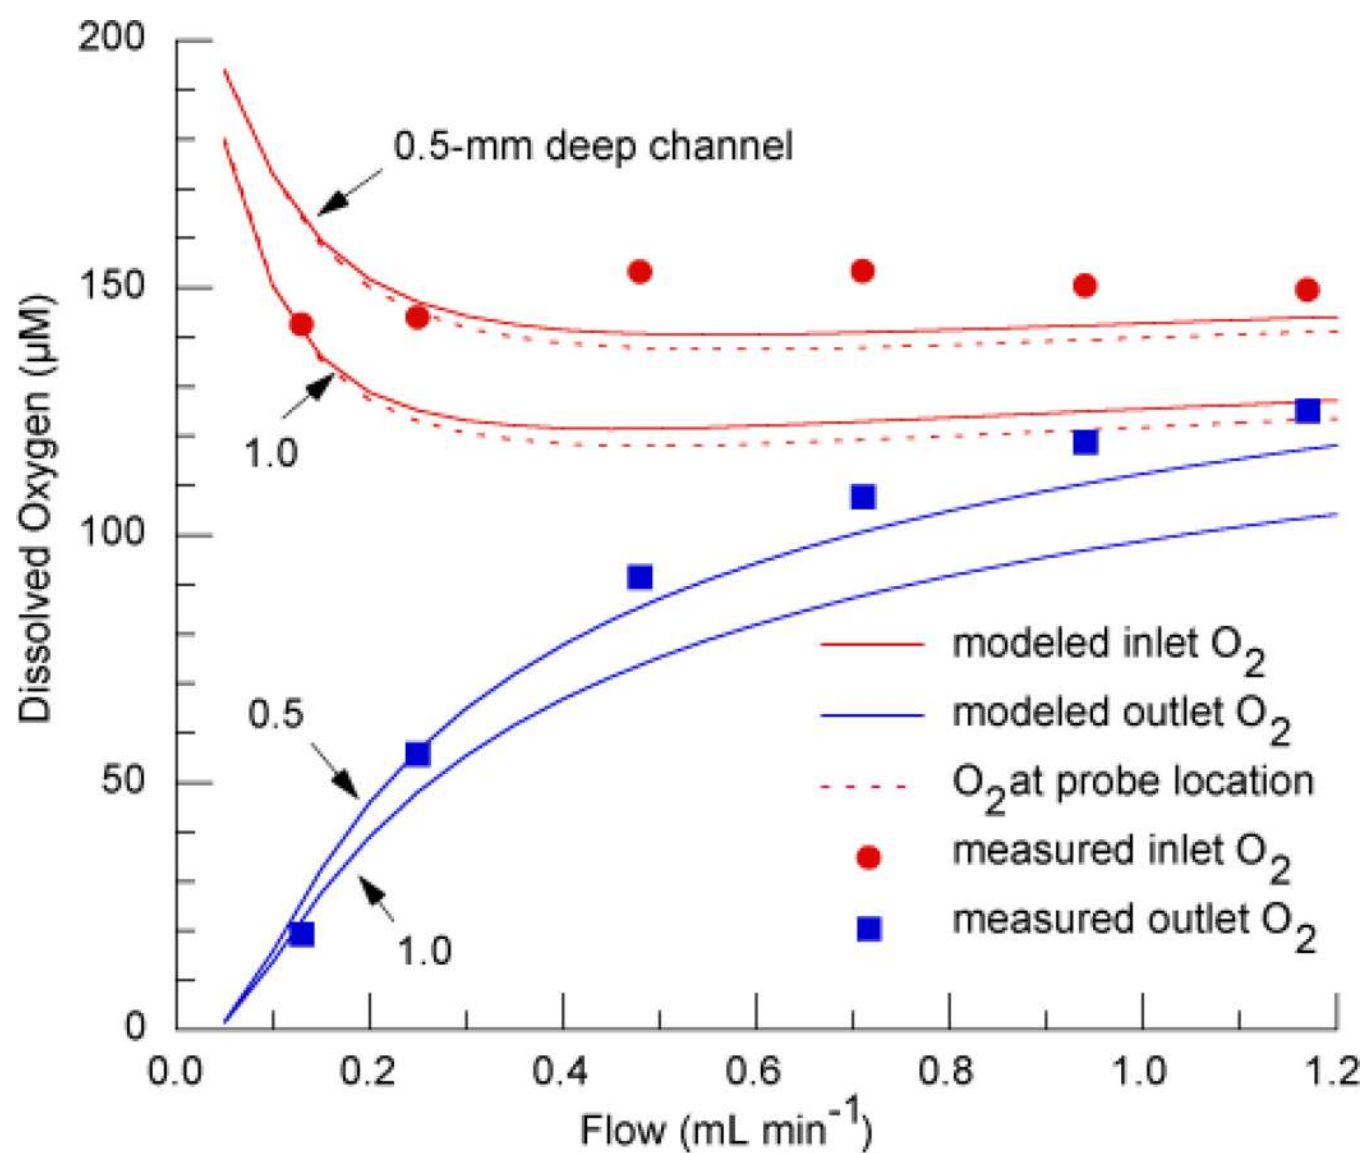 200
150
100
50
0
Dissolved Oxygen (µM)
0.5-mm deep channel
1.0
0.5
1.0
modeled inlet O2
modeled outlet O2
O2at probe location
measured inlet O2
measured outlet O2
0.0 0.2 0.4 0.6 0.8 1.0 1.2
Flow (mL min-1)